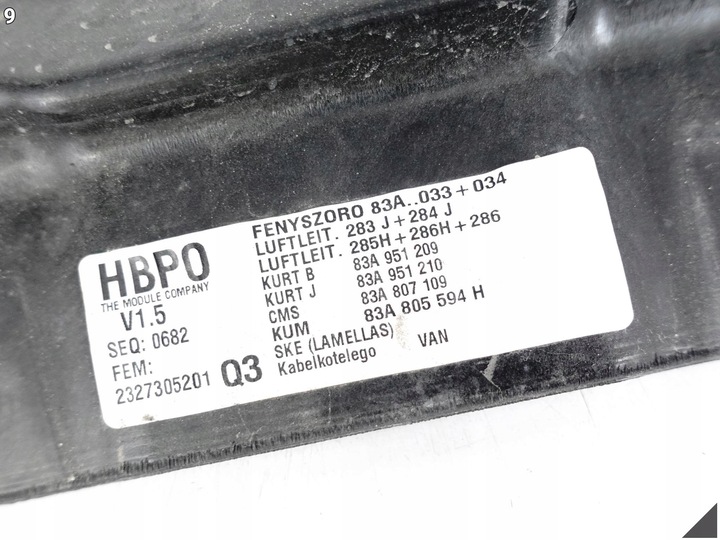 9
HBPO
THE MODULE COMPANY
V1.5
SEQ: 0682
FEM:
2327305201 Q3
FENYSZORO 83A..033 + 034
LUFTLEIT. 283 J + 284 J
LUFTLEIT. 285H + 286H + 286
KURT B 83A 951 209
KURT J 83A 951 210
CMS 83A 807 109
KUM 83A 805 594 H
SKE (LAMELLAS)
Kabelkotelego VAN